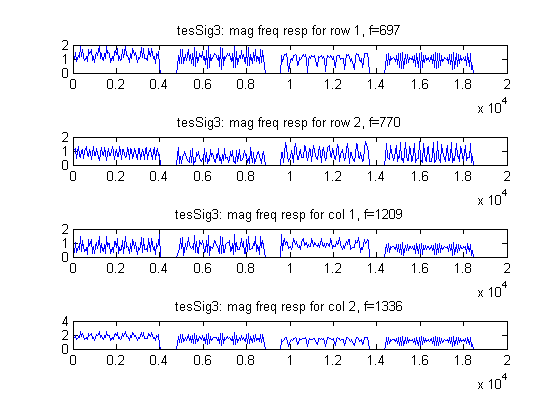 tesSig3: mag freq resp for row 1, f=697
2
1
0
0 0.2 0.4 0.6 0.8 1 1.2 1.4 1.6 1.8 2
x 10^4
tesSig3: mag freq resp for row 2, f=770
2
1
0
0 0.2 0.4 0.6 0.8 1 1.2 1.4 1.6 1.8 2
x 10^4
tesSig3: mag freq resp for col 1, f=1209
2
1
0
0 0.2 0.4 0.6 0.8 1 1.2 1.4 1.6 1.8 2
x 10^4
tesSig3: mag freq resp for col 2, f=1336
4
2
0
0 0.2 0.4 0.6 0.8 1 1.2 1.4 1.6 1.8 2
x 10^4